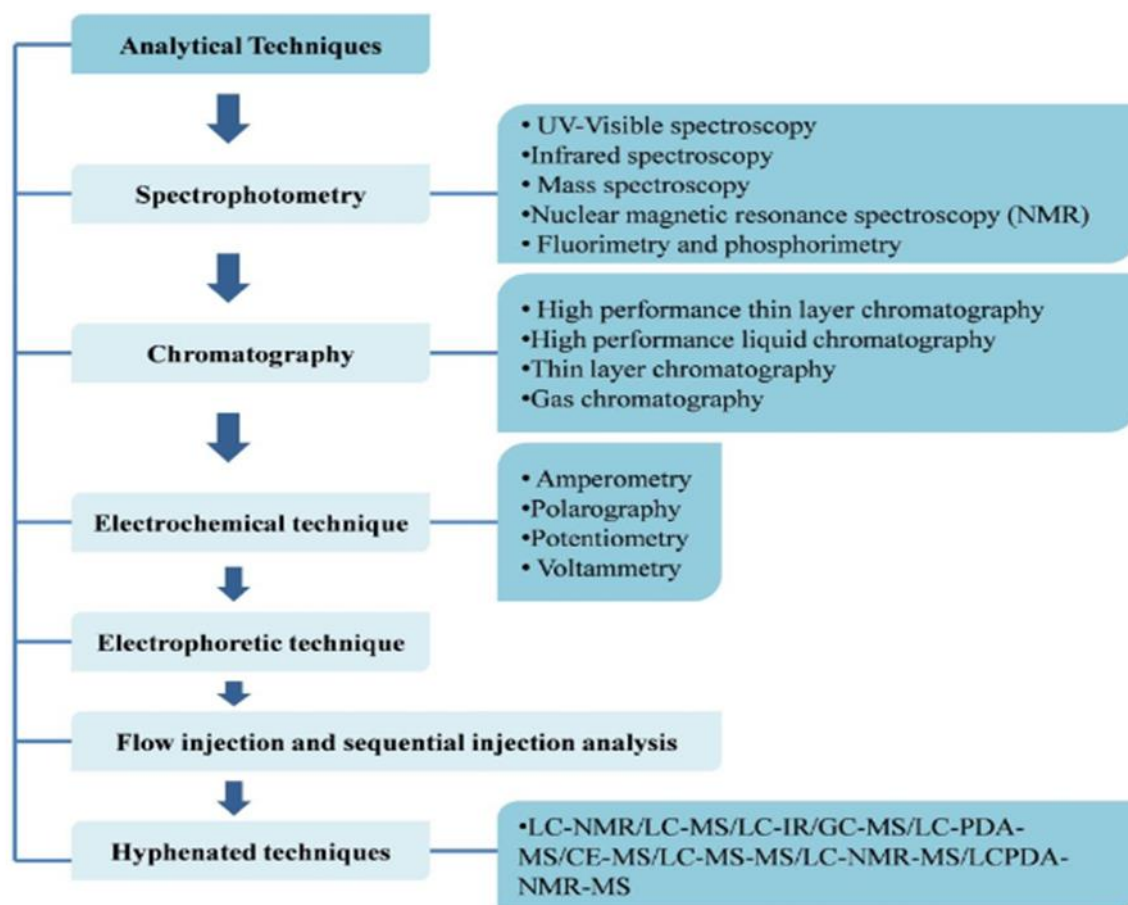 Analytical Techniques
Spectrophotometry
• UV-Visible spectroscopy
•Infrared spectroscopy
• Mass spectroscopy
•Nuclear magnetic resonance spectroscopy (NMR)
• Fluorimetry and phosphorimetry
Chromatography
• High performance thin layer chromatography
•High performance liquid chromatography
•Thin layer chromatography
•Gas chromatography
Electrochemical technique
• Amperometry
•Polarography
•Potentiometry
• Voltammetry
Electrophoretic technique
Flow injection and sequential injection analysis
Hyphenated techniques
•LC-NMR/LC-MS/LC-IR/GC-MS/LC-PDA-
MS/CE-MS/LC-MS-MS/LC-NMR-MS/LCPDA-
NMR-MS